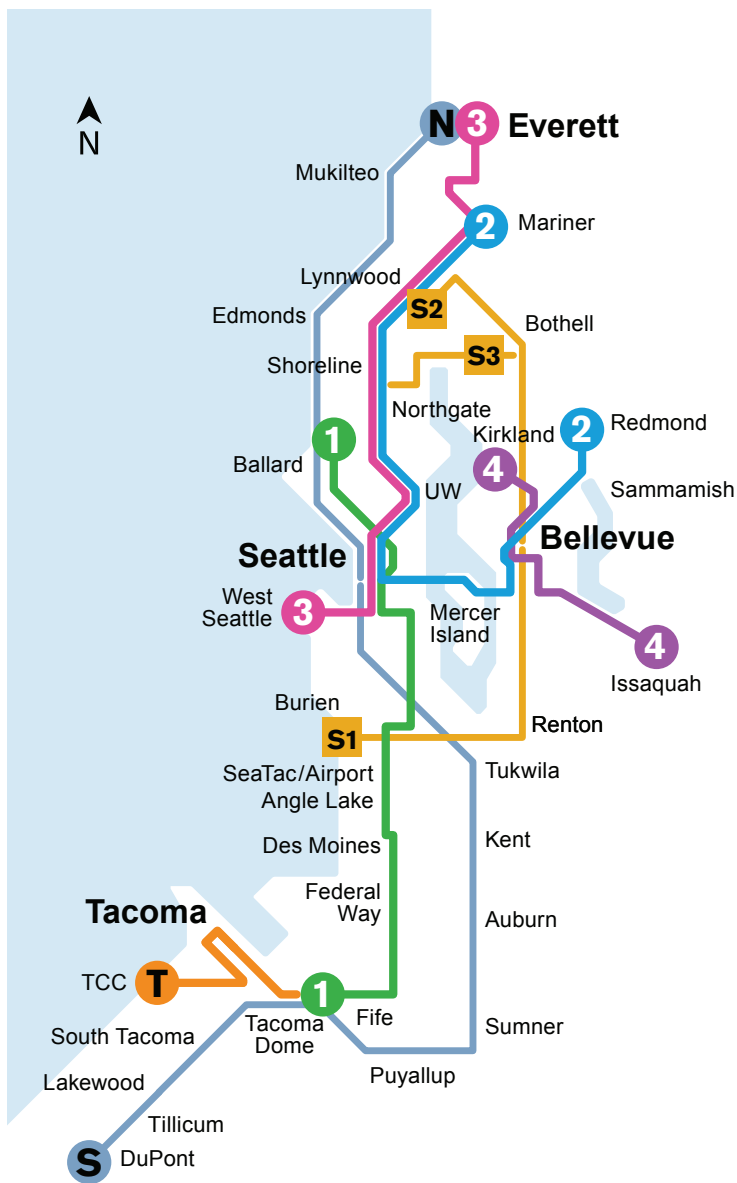 N
3
Everett
N
Mukilteo
2
Mariner
Lynnwood
S2
Edmonds
Bothell
Shoreline
S3
Northgate
1
Kirkland
2
Redmond
Ballard
4
UW
Sammamish
Seattle
Bellevue
West
Seattle
3
Mercer
Island
4
Issaquah
Burien
S1
Renton
SeaTac/Airport
Angle Lake
Tukwila
Des Moines
Kent
Federal
Way
Tacoma
Auburn
TCC
T
1
Fife
South Tacoma
Tacoma
Dome
Sumner
Lakewood
Puyallup
Tillicum
S
DuPont